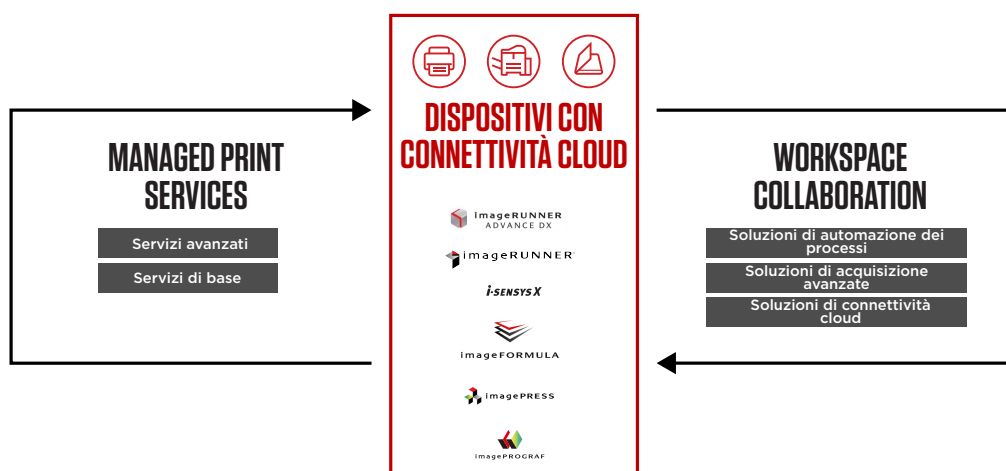 MANAGED PRINT
SERVICES
Servizi avanzati
Servizi di base
DISPOSITIVI CON
CONNETTIVITÀ CLOUD
imageRUNNER
ADVANCE DX
imageRUNNER
i-SENSYS X
imageFORMULA
imagePRESS
imagePROGRAF
WORKSPACE
COLLABORATION
Soluzioni di automazione dei
processi
Soluzioni di acquisizione
avanzate
Soluzioni di connettività
cloud